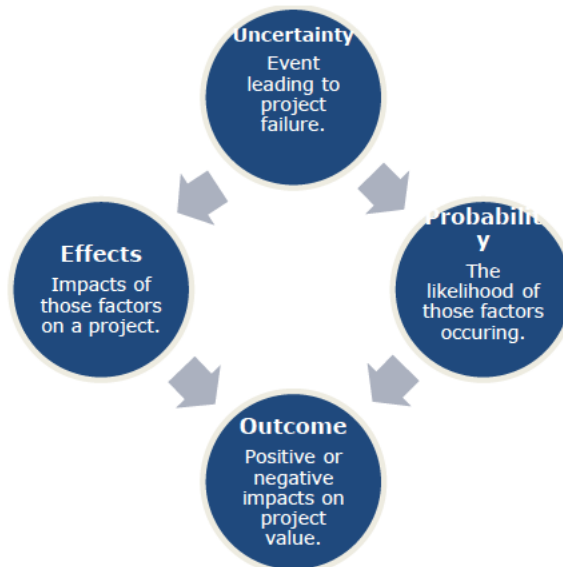 Uncertainty
Event
leading to
project
failure.
Effects
Impacts of
those factors
on a project.
Probabilit
y
The
likelihood of
those factors
occuring.
Outcome
Positive or
negative
impacts on
project
value.